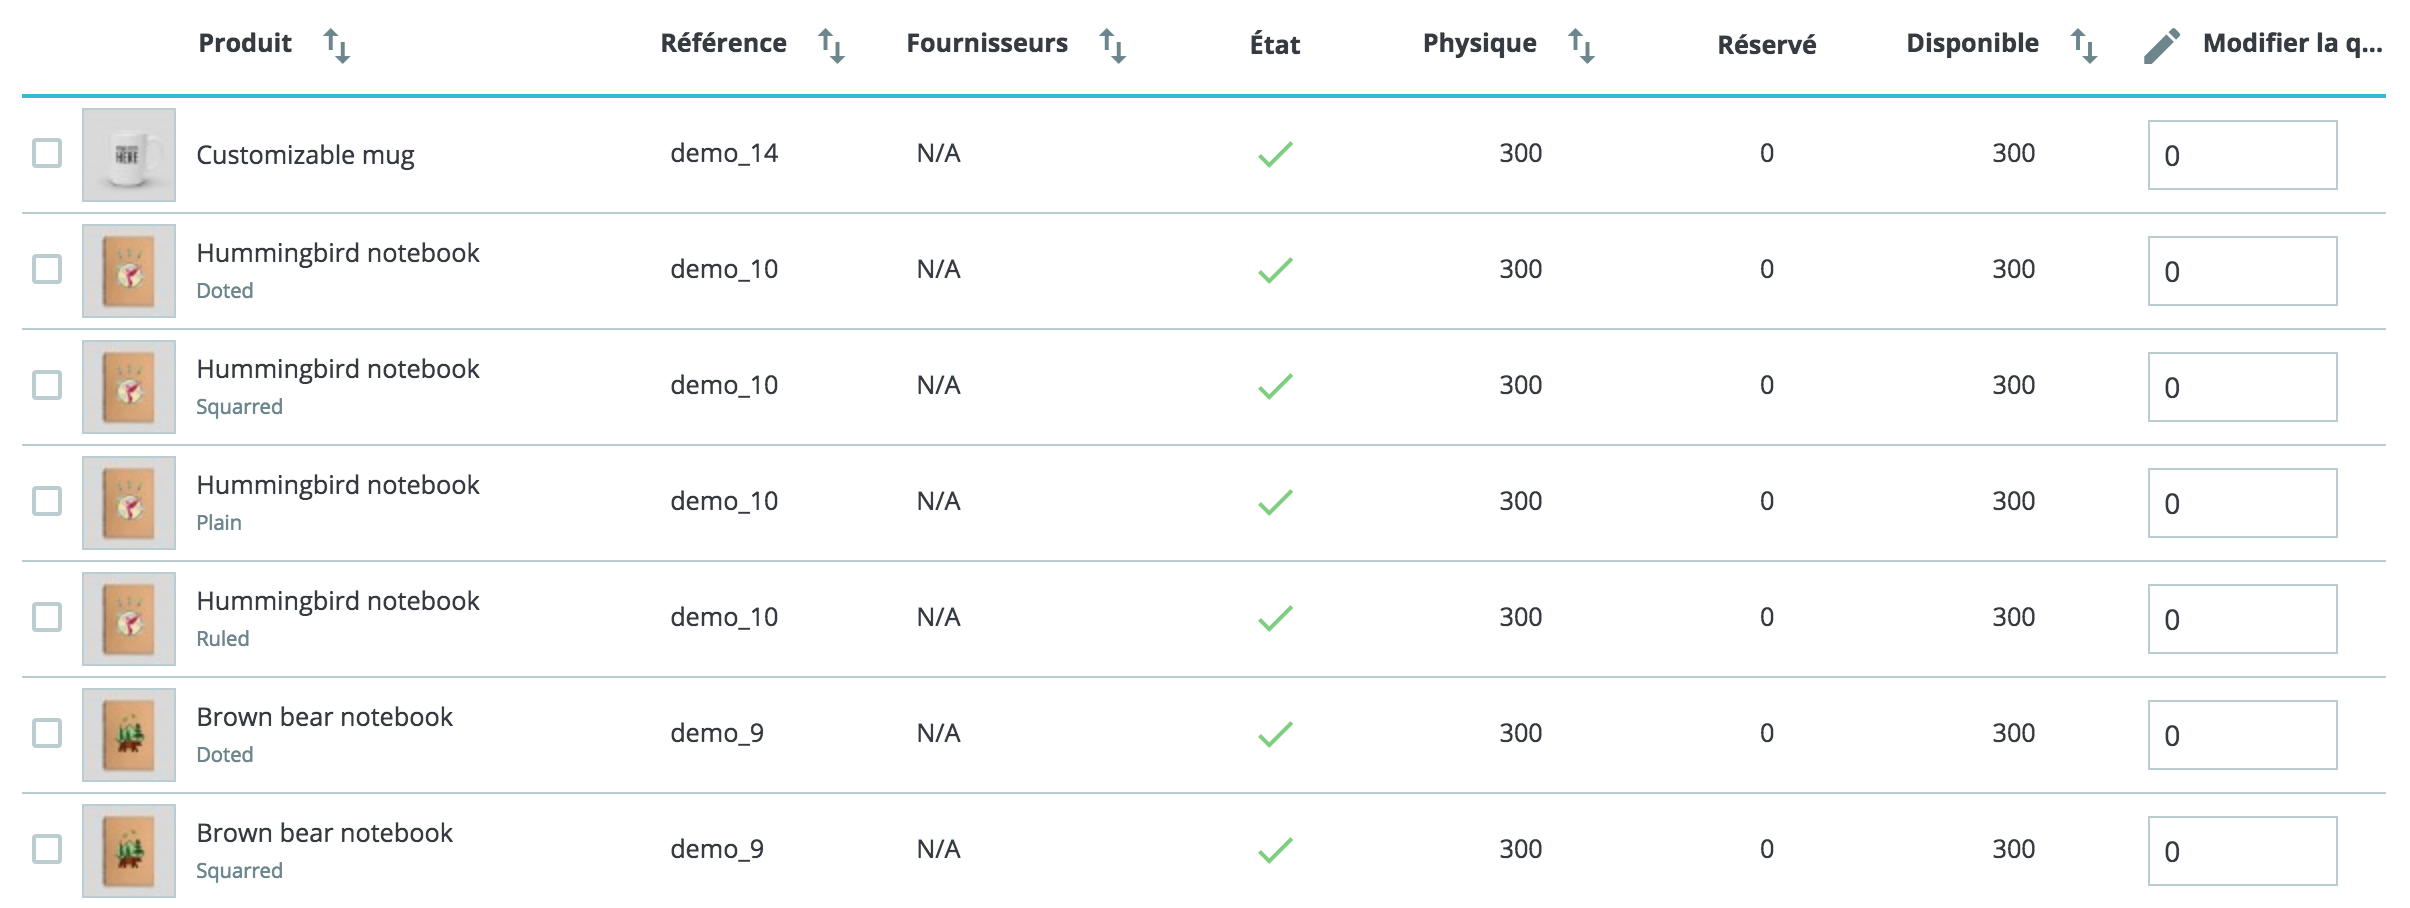 Produit Référence Fournisseurs État Physique Réservé Disponible Modifier la q...
HERE
Customizable mug demo_14 N/A 300 0 300 0
Hummingbird notebook
Doted
demo_10 N/A 300 0 300 0
Hummingbird notebook
Squarred
demo_10 N/A 300 0 300 0
Hummingbird notebook
Plain
demo_10 N/A 300 0 300 0
Hummingbird notebook
Ruled
demo_10 N/A 300 0 300 0
Brown bear notebook
Doted
demo_9 N/A 300 0 300 0
Brown bear notebook
Squarred
demo_9 N/A 300 0 300 0